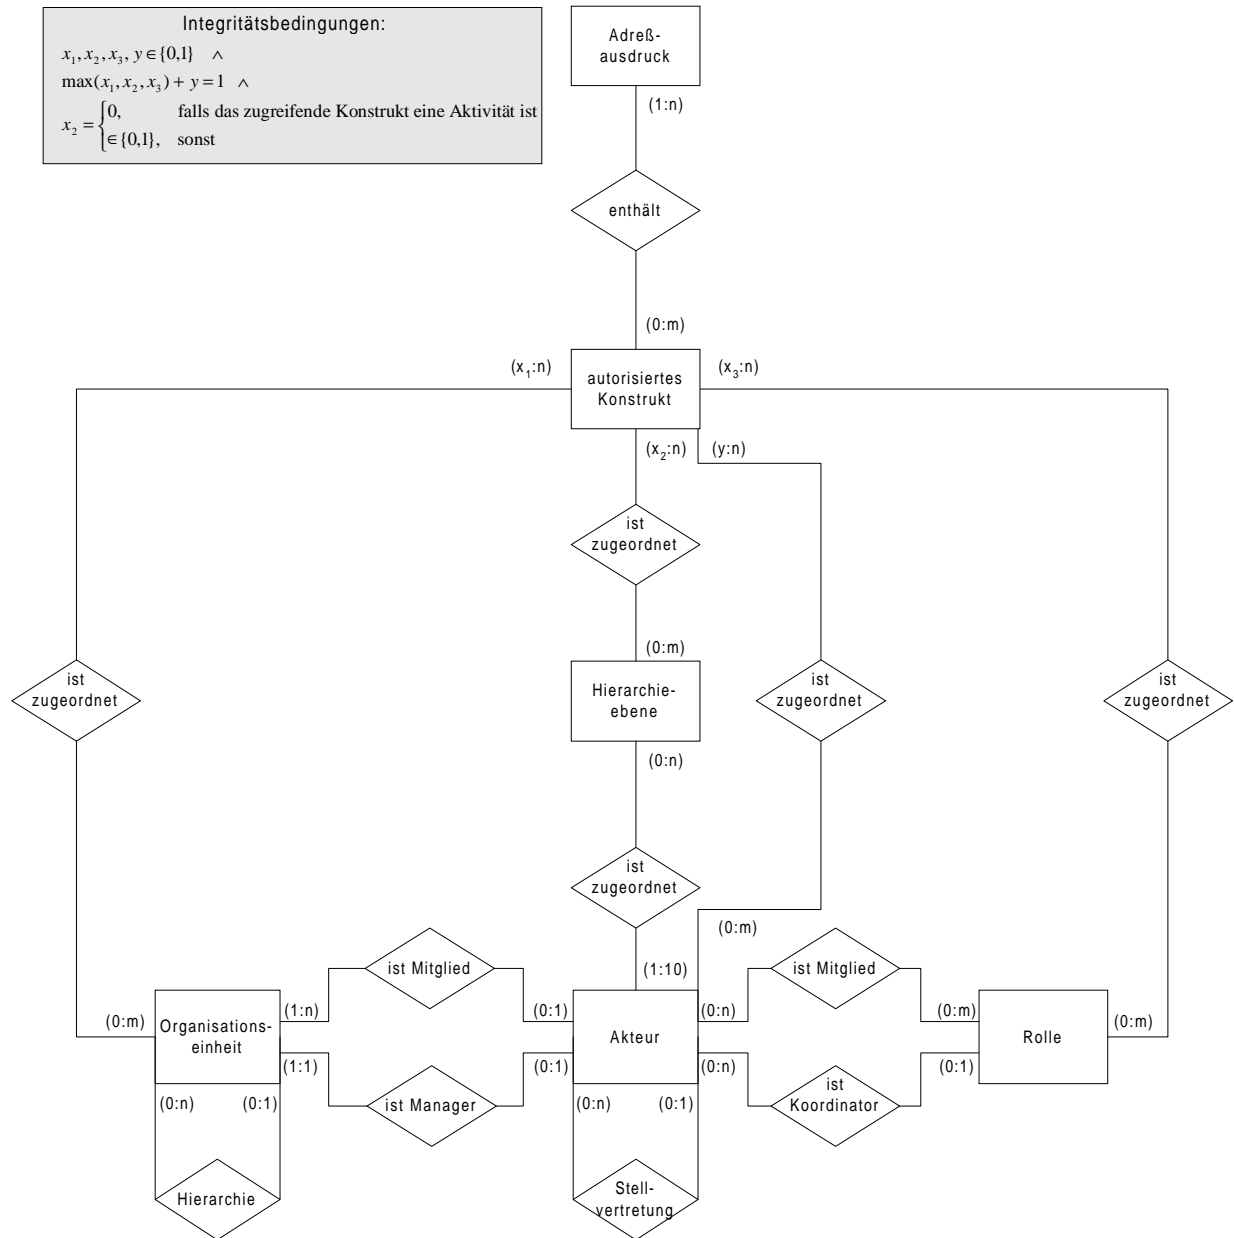 Integritätsbedingungen:
x₁, x₂, x₃, y ∈ {0,1} ∧
max(x₁, x₂, x₃) + y = 1 ∧
x₂ = { 0, falls das zugreifende Konstrukt eine Aktivität ist
∈ {0,1}, sonst
Adreß-
ausdruck
(1:n)
enthält
(0:m)
(x₁:n)
autorisiertes
Konstrukt
(x₃:n)
(x₂:n)
(y:n)
ist
zugeordnet
(0:m)
ist
zugeordnet
Hierarchie-
ebene
ist
zugeordnet
ist
zugeordnet
(0:n)
ist
zugeordnet
(0:m)
ist Mitglied
(1:10)
ist Mitglied
(0:m)
Organisations-
einheit
(1:n)
(0:1)
Akteur
(0:n)
(0:m)
Rolle
(0:m)
(1:1)
(0:1)
(0:n)
(0:1)
(0:n)
(0:1)
ist Manager
(0:n)
(0:1)
ist
Koordinator
Hierarchie
Stell-
vertretung